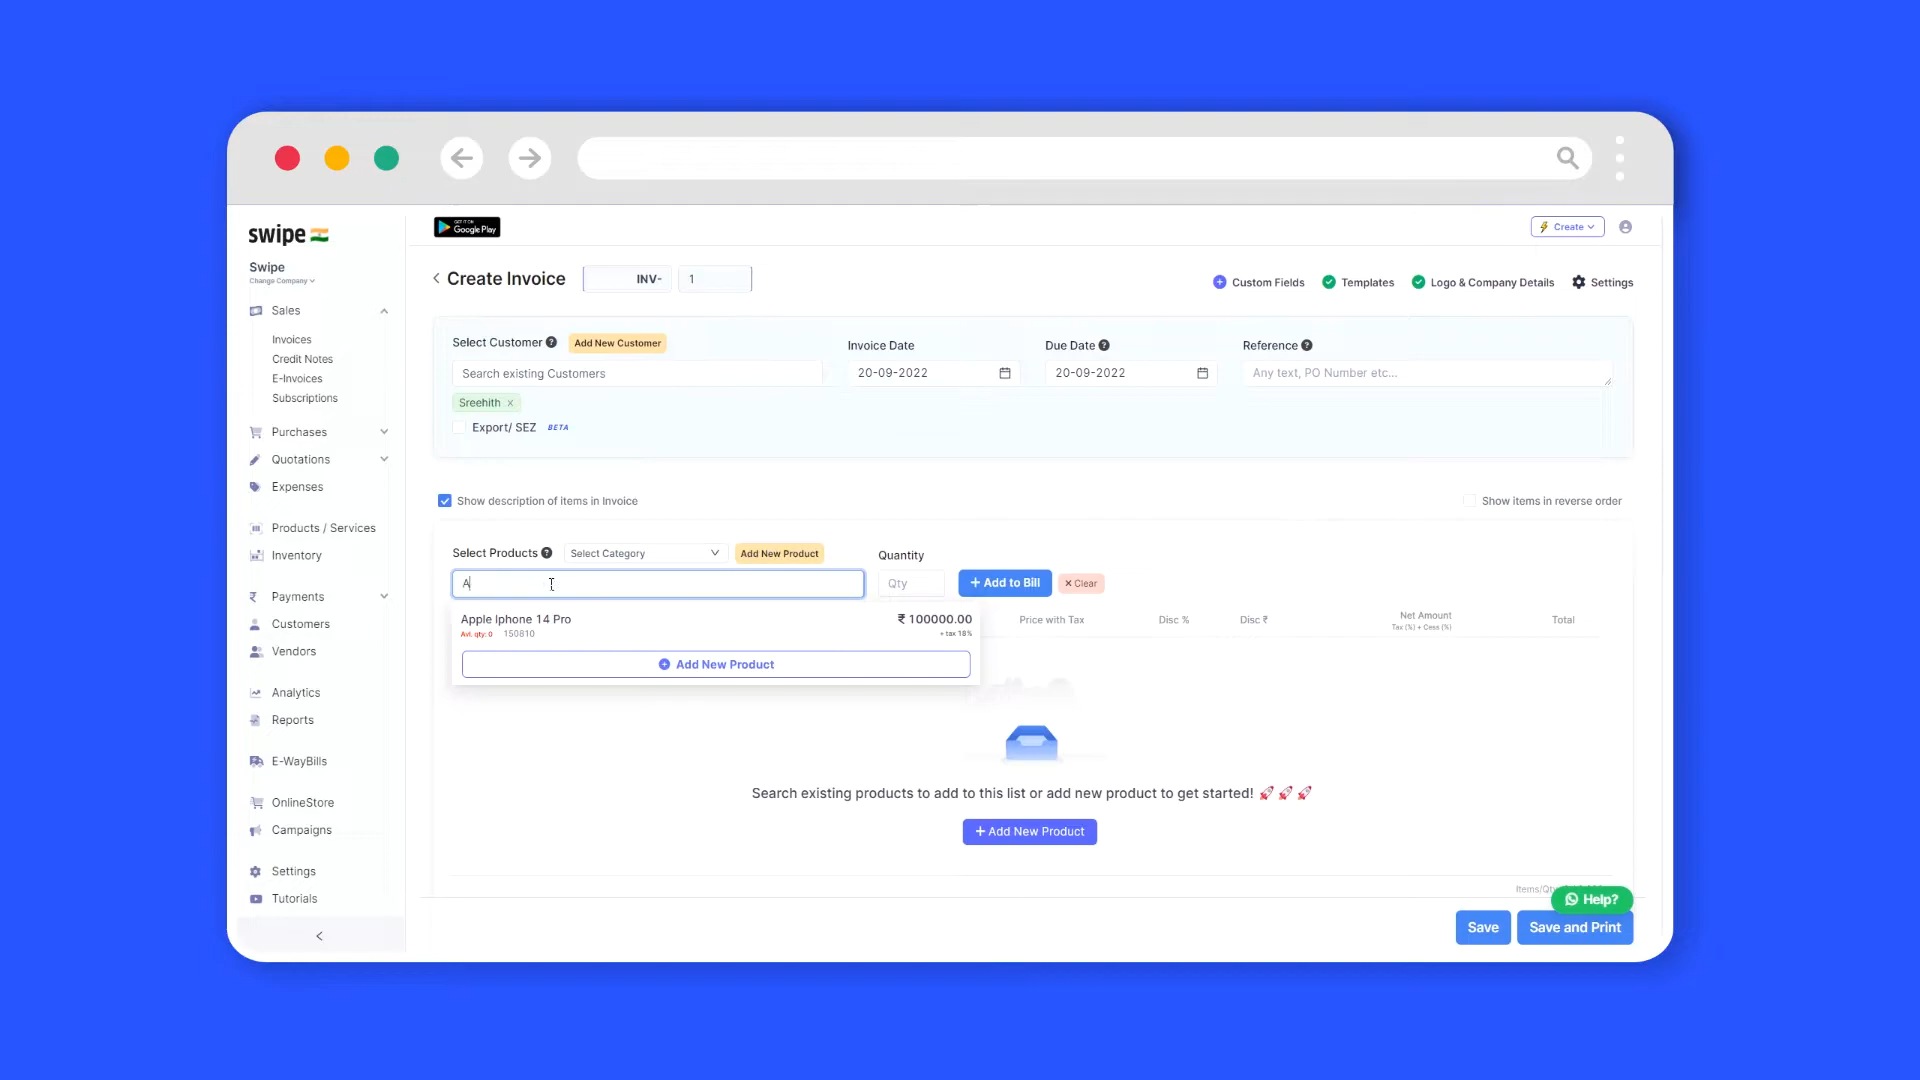 swipe
GET IT ON
Google Play
Create
Swipe
Change Company
Create Invoice
INV-
1
Custom Fields
Templates
Logo & Company Details
Settings
Sales
Invoices
Credit Notes
E-Invoices
Subscriptions
Purchases
Quotations
Expenses
Products / Services
Inventory
Payments
Customers
Vendors
Analytics
Reports
E-WayBills
OnlineStore
Campaigns
Settings
Tutorials
Select Customer
Add New Customer
Invoice Date
Due Date
Reference
Search existing Customers
20-09-2022
20-09-2022
Any text, PO Number etc...
Sreehith x
Export/ SEZ BETA
Show description of items in Invoice
Show items in reverse order
Select Products
Select Category
Add New Product
Quantity
A
Qty
+ Add to Bill
× Clear
Apple Iphone 14 Pro
₹ 100000.00
Avl. qty: 0 150810
+ tax 18%
Add New Product
Price with Tax
Disc %
Disc ₹
Net Amount
Tax (%) + Cess (%)
Total
Search existing products to add to this list or add new product to get started! 🚀 🚀 🚀
+ Add New Product
Items/Qty
Help?
Save
Save and Print